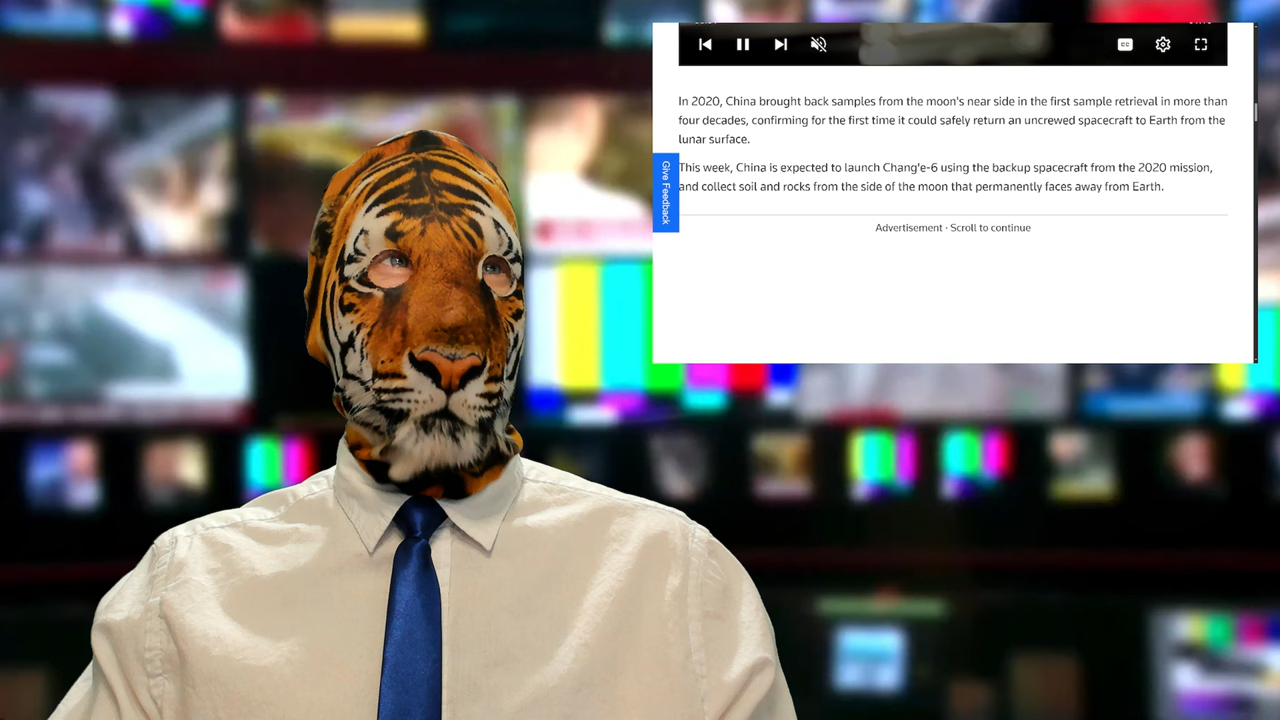 In 2020, China brought back samples from the moon's near side in the first sample retrieval in more than
four decades, confirming for the first time it could safely return an uncrewed spacecraft to Earth from the
lunar surface.
This week, China is expected to launch Chang'e-6 using the backup spacecraft from the 2020 mission,
and collect soil and rocks from the side of the moon that permanently faces away from Earth.
Give Feedback
Advertisement · Scroll to continue